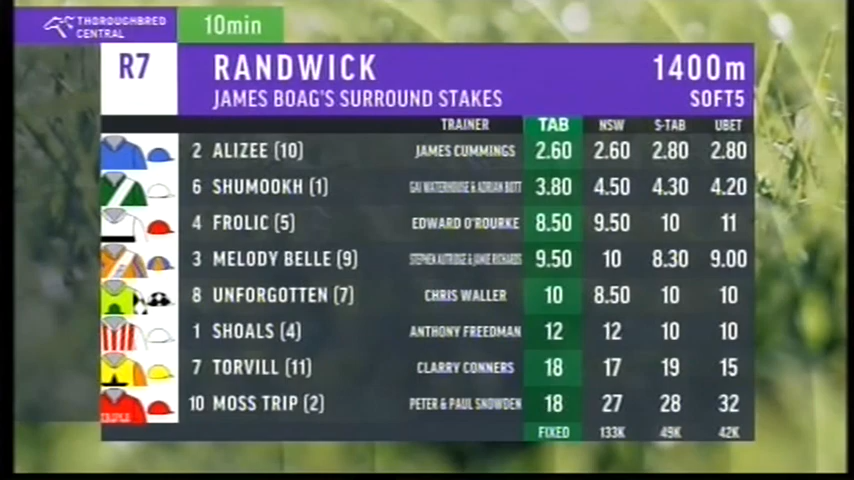 THOROUGHBRED CENTRAL 10min
R7 RANDWICK 1400m
JAMES BOAG'S SURROUND STAKES SOFT5
TRAINER TAB NSW S-TAB UBET
2 ALIZEE (10) JAMES CUMMINGS 2.60 2.60 2.80 2.80
6 SHUMOOKH (1) GAI WATERHOUSE & ADRIAN BOTT 3.80 4.50 4.30 4.20
4 FROLIC (5) EDWARD O'ROURKE 8.50 9.50 10 11
3 MELODY BELLE (9) STEPHEN AUTRIDGE & JAMIE RICHARDS 9.50 10 8.30 9.00
8 UNFORGOTTEN (7) CHRIS WALLER 10 8.50 10 10
1 SHOALS (4) ANTHONY FREEDMAN 12 12 10 10
7 TORVILL (11) CLARRY CONNERS 18 17 19 15
10 MOSS TRIP (2) PETER & PAUL SNOWDEN 18 27 28 32
FIXED 133K 49K 42K